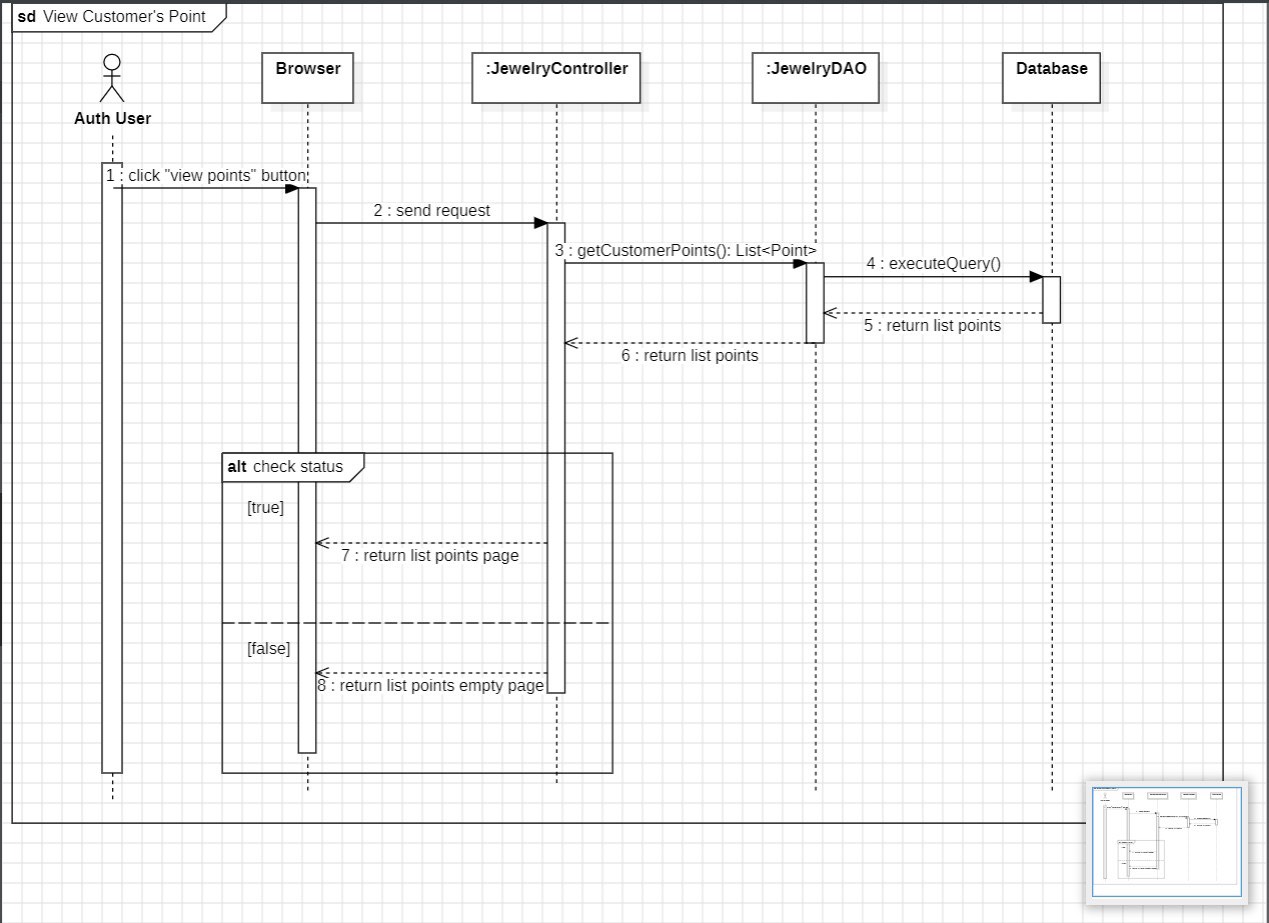 sd View Customer's Point
Auth User
Browser
:JewelryController
:JewelryDAO
Database
1 : click "view points" button
2 : send request
3 : getCustomerPoints(): List<Point>
4 : executeQuery()
5 : return list points
6 : return list points
alt check status
[true]
7 : return list points page
[false]
8 : return list points empty page